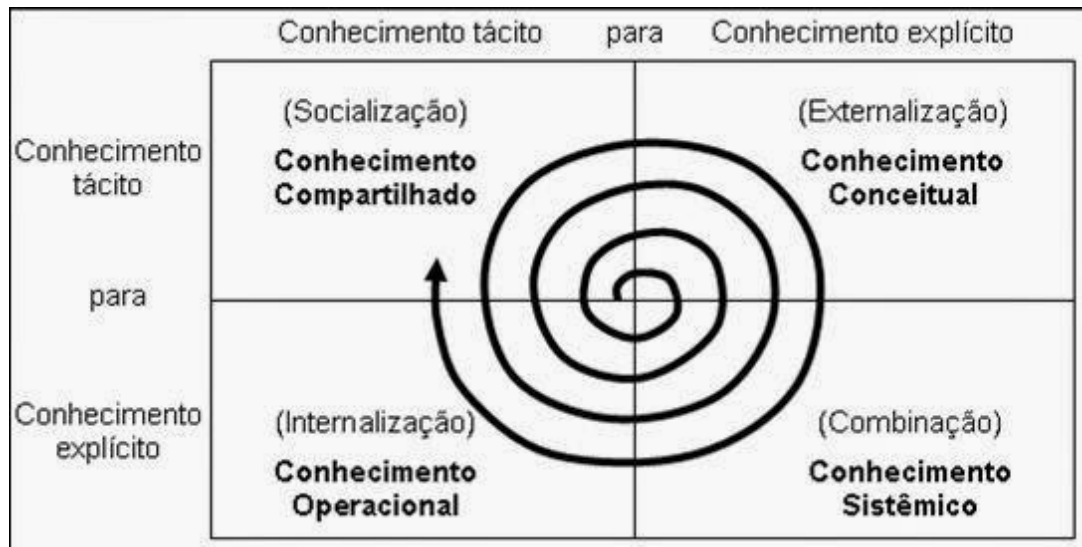 Conhecimento tácito para Conhecimento explícito
(Socialização)
Conhecimento
Compartilhado
(Externalização)
Conhecimento
Conceitual
Conhecimento
tácito
para
Conhecimento
explícito
(Internalização)
Conhecimento
Operacional
(Combinação)
Conhecimento
Sistêmico